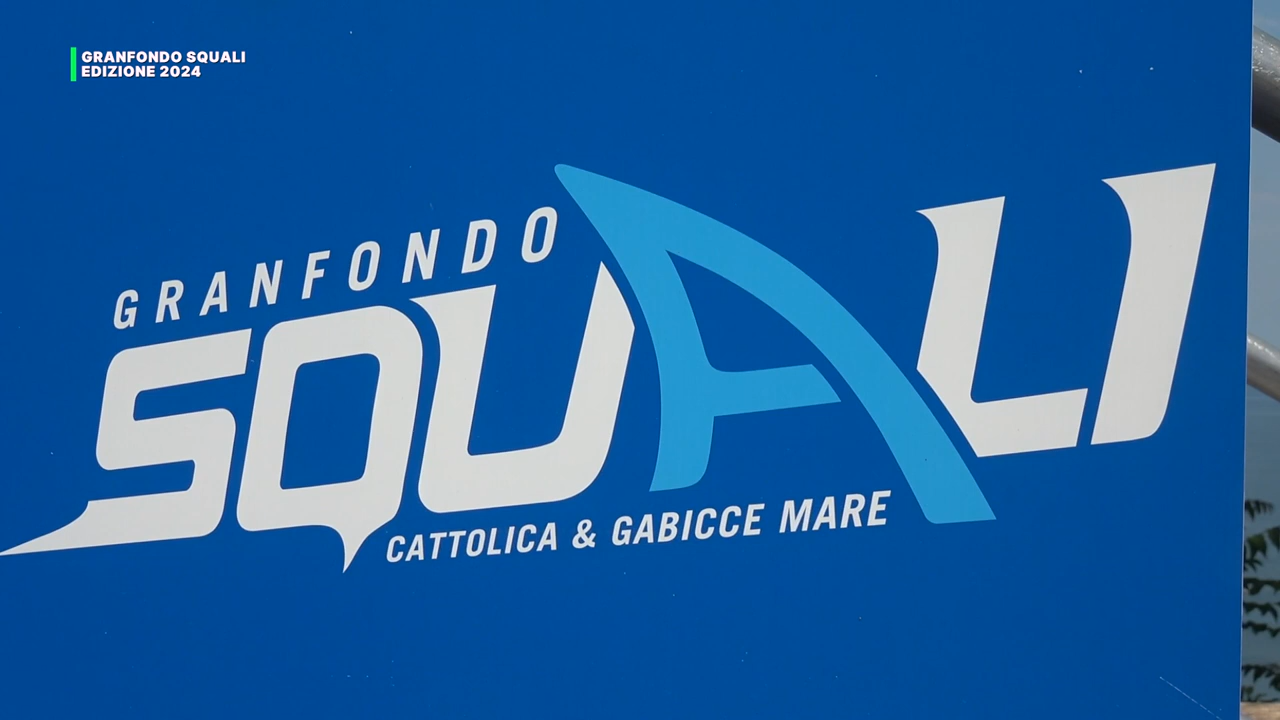 GRANFONDO SQUALI
EDIZIONE 2024
GRANFONDO
SQUALI
CATTOLICA & GABICCE MARE